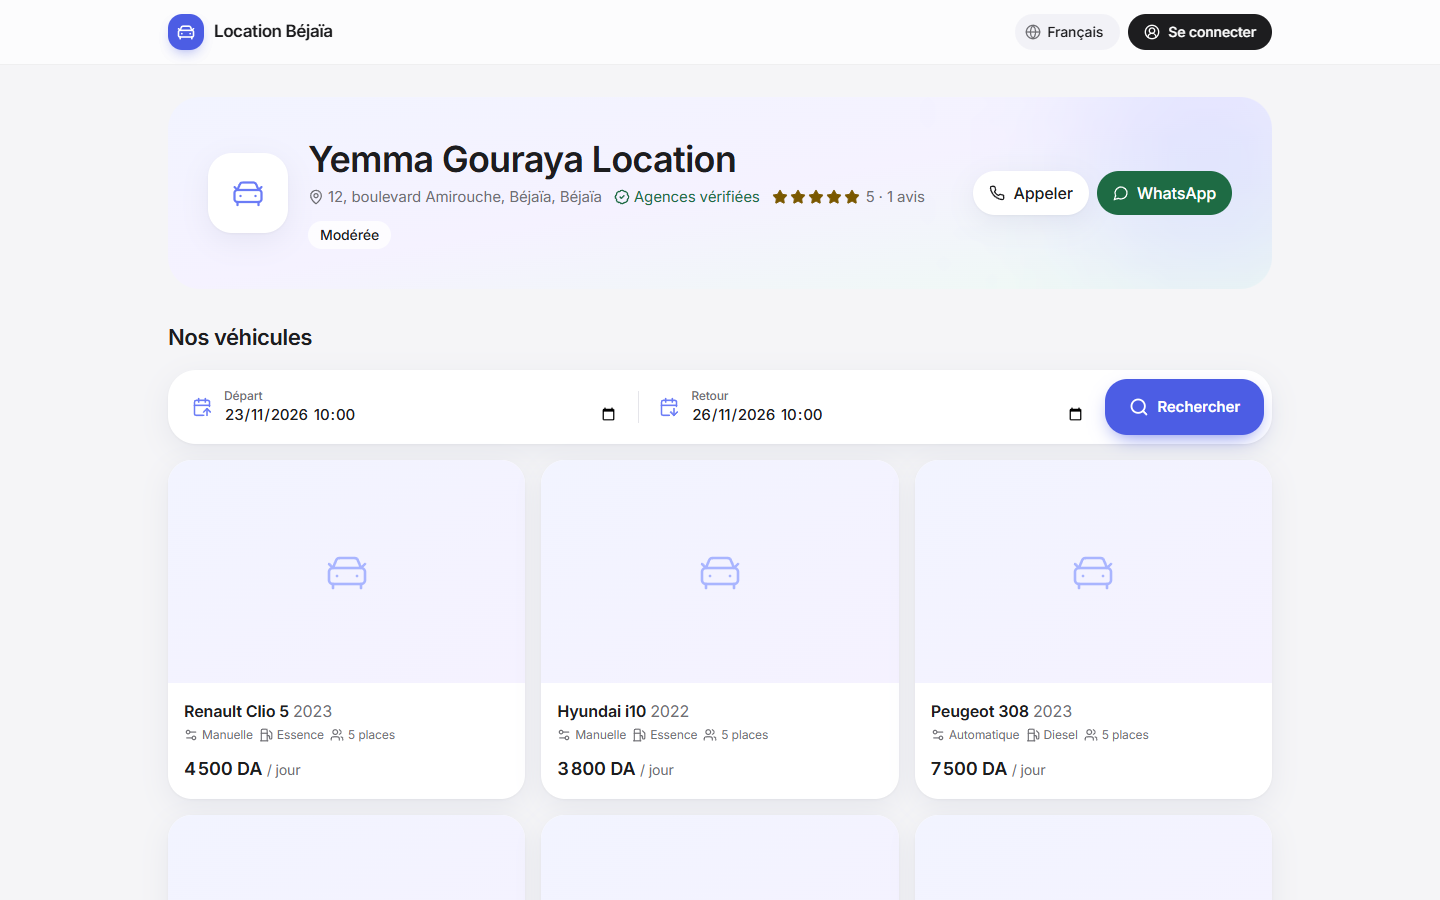 Location Béjaïa
Français
Se connecter
Yemma Gouraya Location
12, boulevard Amirouche, Béjaïa, Béjaïa Agences vérifiées 5 · 1 avis
Modérée
Appeler
WhatsApp
Nos véhicules
Départ
23/11/2026 10:00
Retour
26/11/2026 10:00
Rechercher
Renault Clio 5 2023
Manuelle Essence 5 places
4 500 DA / jour
Hyundai i10 2022
Manuelle Essence 5 places
3 800 DA / jour
Peugeot 308 2023
Automatique Diesel 5 places
7 500 DA / jour